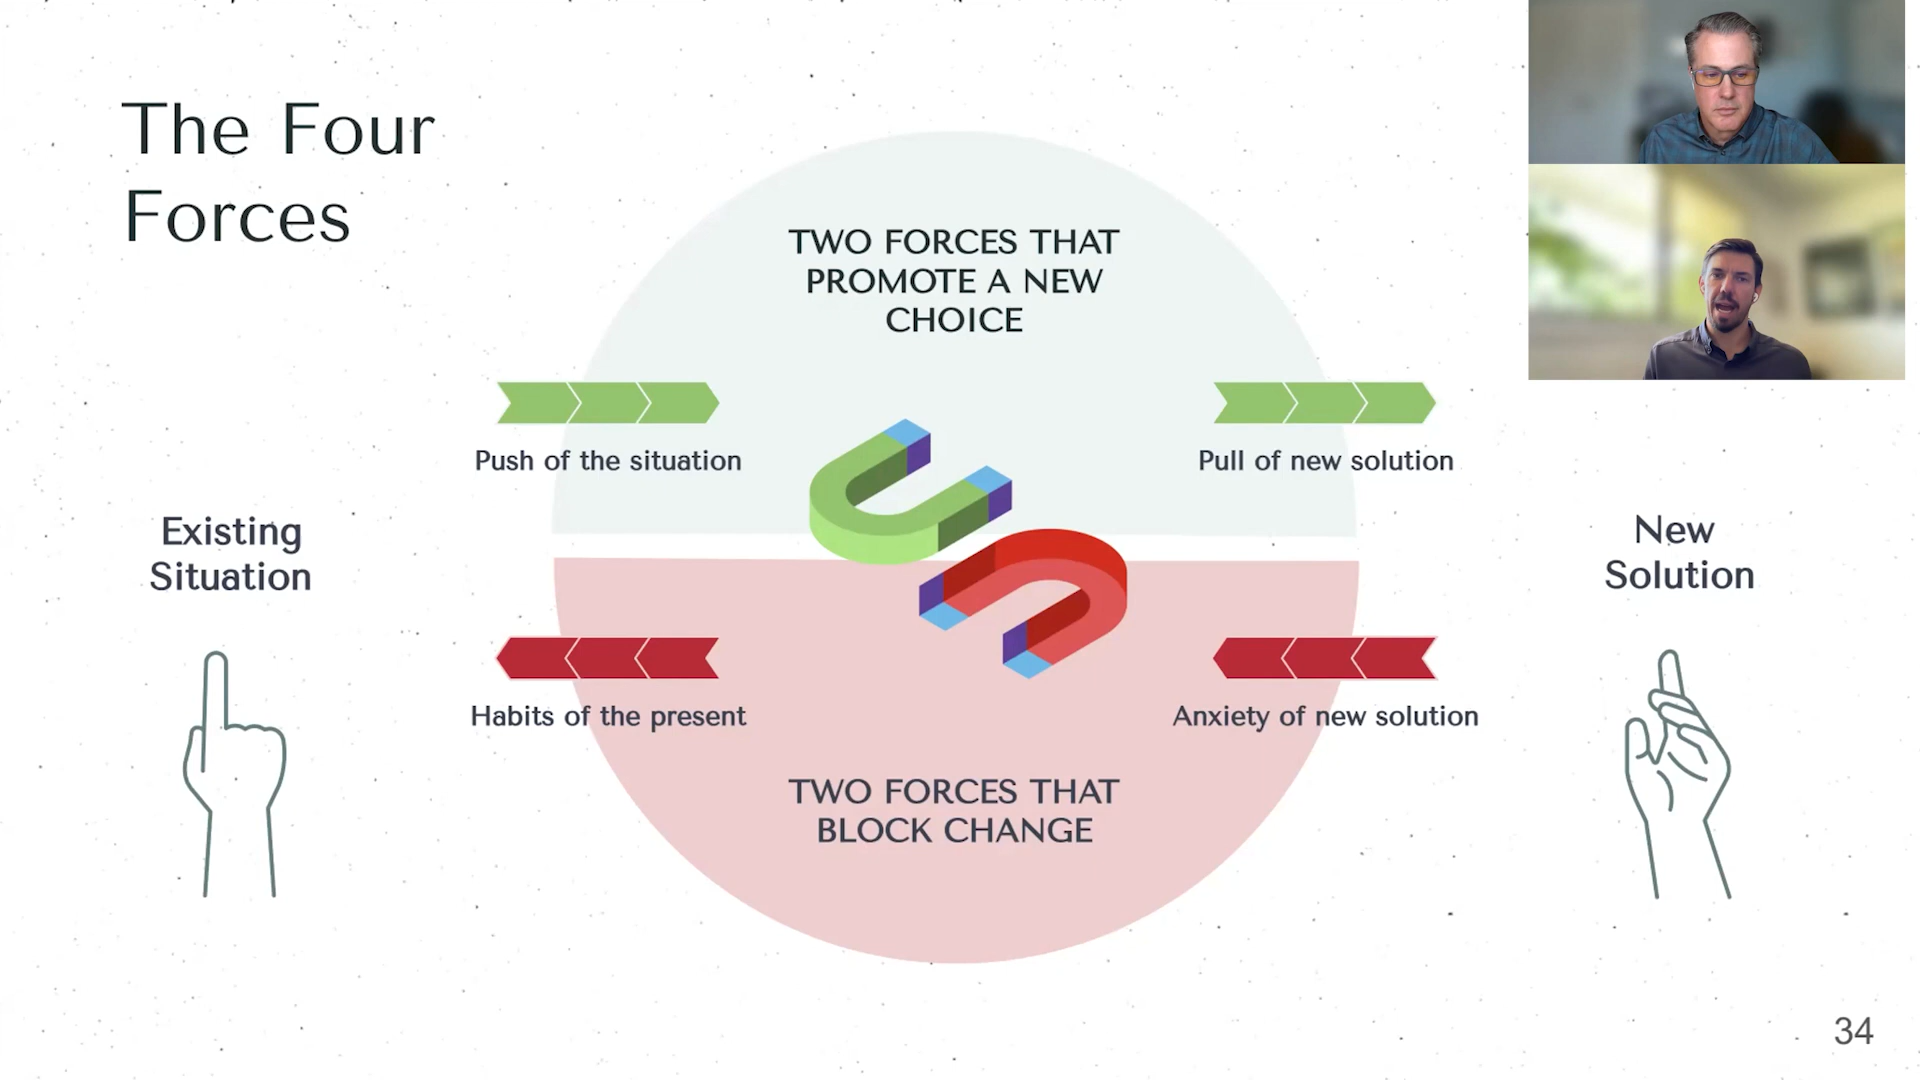 The Four
Forces
TWO FORCES THAT
PROMOTE A NEW
CHOICE
Push of the situation
Pull of new solution
Existing
Situation
New
Solution
Habits of the present
Anxiety of new solution
TWO FORCES THAT
BLOCK CHANGE
34